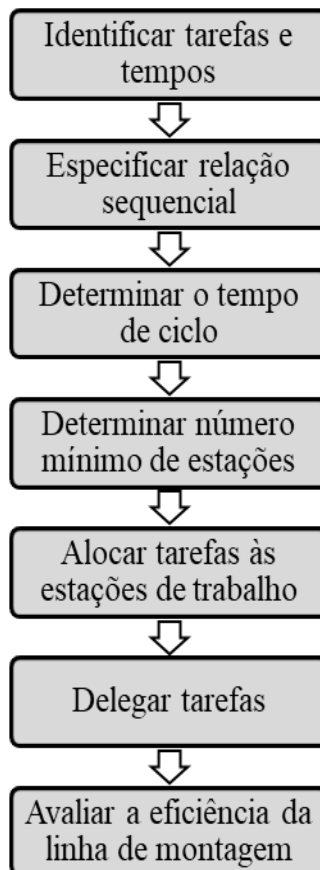 Identificar tarefas e
tempos
Especificar relação
sequencial
Determinar o tempo
de ciclo
Determinar número
mínimo de estações
Alocar tarefas às
estações de trabalho
Delegar tarefas
Avaliar a eficiência da
linha de montagem